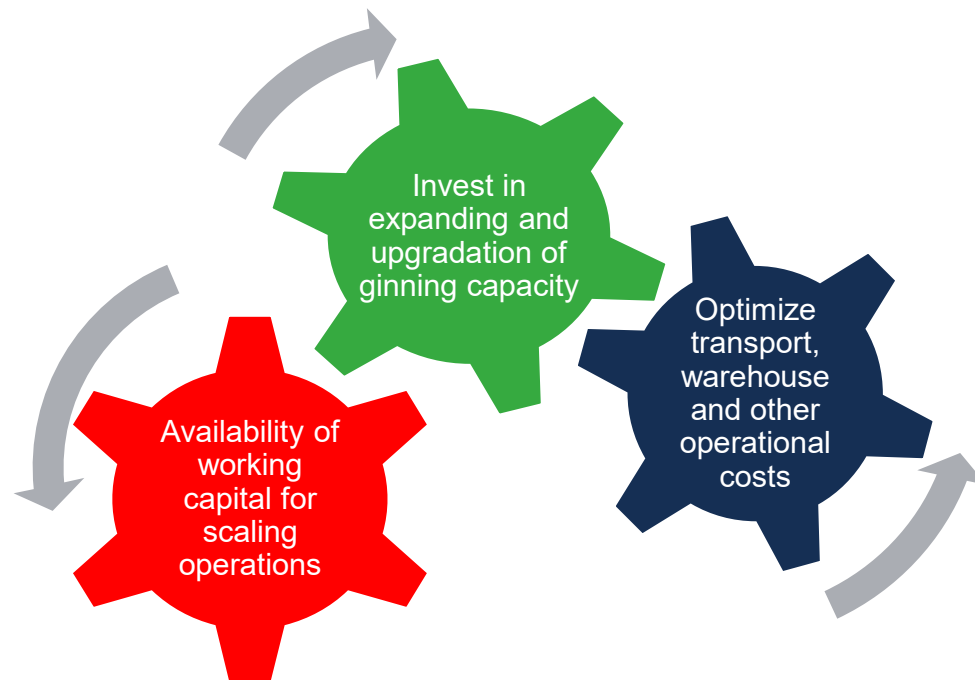 Invest in
expanding and
upgradation of
ginning capacity
Optimize
transport,
warehouse
and other
operational
costs
Availability of
working
capital for
scaling
operations